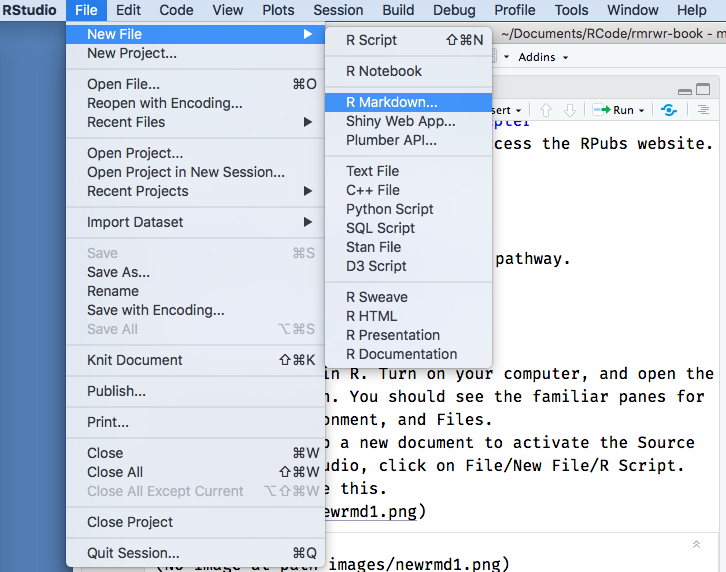 RStudio File Edit Code View Plots Session Build Debug Profile Tools Window Help
~/Documents/RCode/rmrwr-book - m
Addins
New File
New Project...
Open File... ⌘O
Reopen with Encoding...
Recent Files
Open Project...
Open Project in New Session...
Recent Projects
Import Dataset
Save ⌘S
Save As...
Rename
Save with Encoding...
Save All ⌥⌘S
Knit Document ⇧⌘K
Publish...
Print...
Close ⌘W
Close All ⇧⌘W
Close All Except Current ⌥⇧⌘W
Close Project
Quit Session... ⌘Q
R Script ⇧⌘N
R Notebook
R Markdown...
Shiny Web App...
Plumber API...
Text File
C++ File
Python Script
SQL Script
Stan File
D3 Script
R Sweave
R HTML
R Presentation
R Documentation
sert Run
pter
cess the RPubs website.
pathway.
in R. Turn on your computer, and open the
n. You should see the familiar panes for
onment, and Files.
p a new document to activate the Source
udio, click on File/New File/R Script.
e this.
ewrmd1.png)
(No image at path images/newrmd1.png)